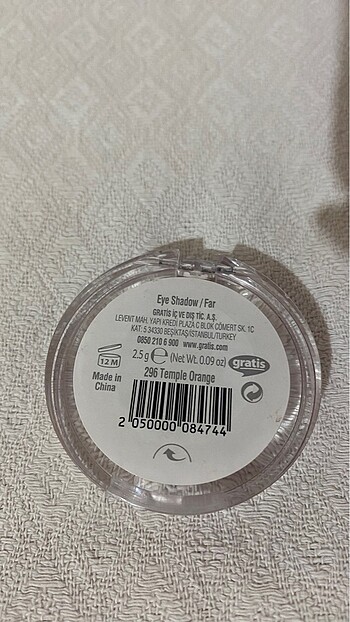 Eye Shadow / Far
GRATİS İÇ VE DIŞ TİC. A.Ş.
LEVENT MAH. YAPI KREDİ PLAZA C BLOK CÖMERT SK. 1C
KAT: 5 34330 BEŞİKTAŞ/İSTANBUL/TURKEY
0850 210 6 900 www.gratis.com
12 M 2.5 g e (Net Wt. 0.09 oz) gratis
Made in China
296 Temple Orange
2 050000 084744